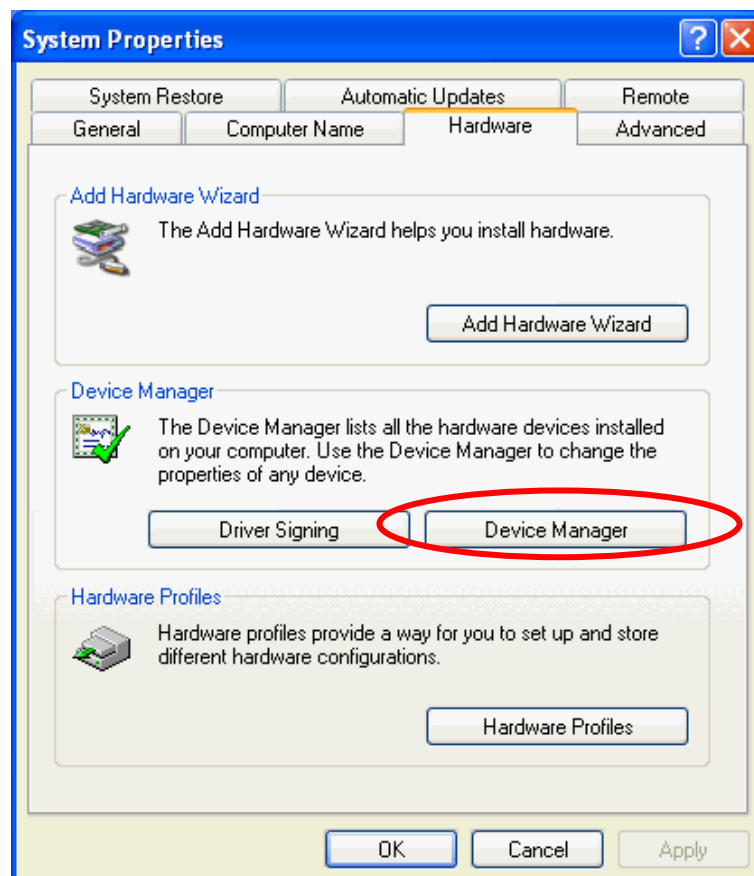 System Properties
System Restore Automatic Updates Remote
General Computer Name Hardware Advanced
Add Hardware Wizard
The Add Hardware Wizard helps you install hardware.
Add Hardware Wizard
Device Manager
The Device Manager lists all the hardware devices installed
on your computer. Use the Device Manager to change the
properties of any device.
Driver Signing Device Manager
Hardware Profiles
Hardware profiles provide a way for you to set up and store
different hardware configurations.
Hardware Profiles
OK Cancel Apply